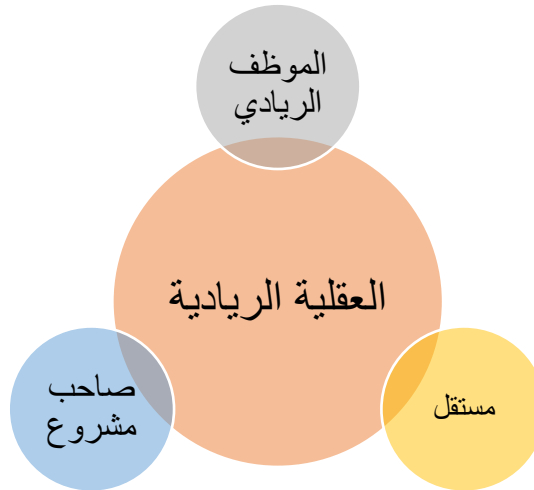 الموظف
الريادي
العقلية الريادية
صاحب
مشروع
مستقل